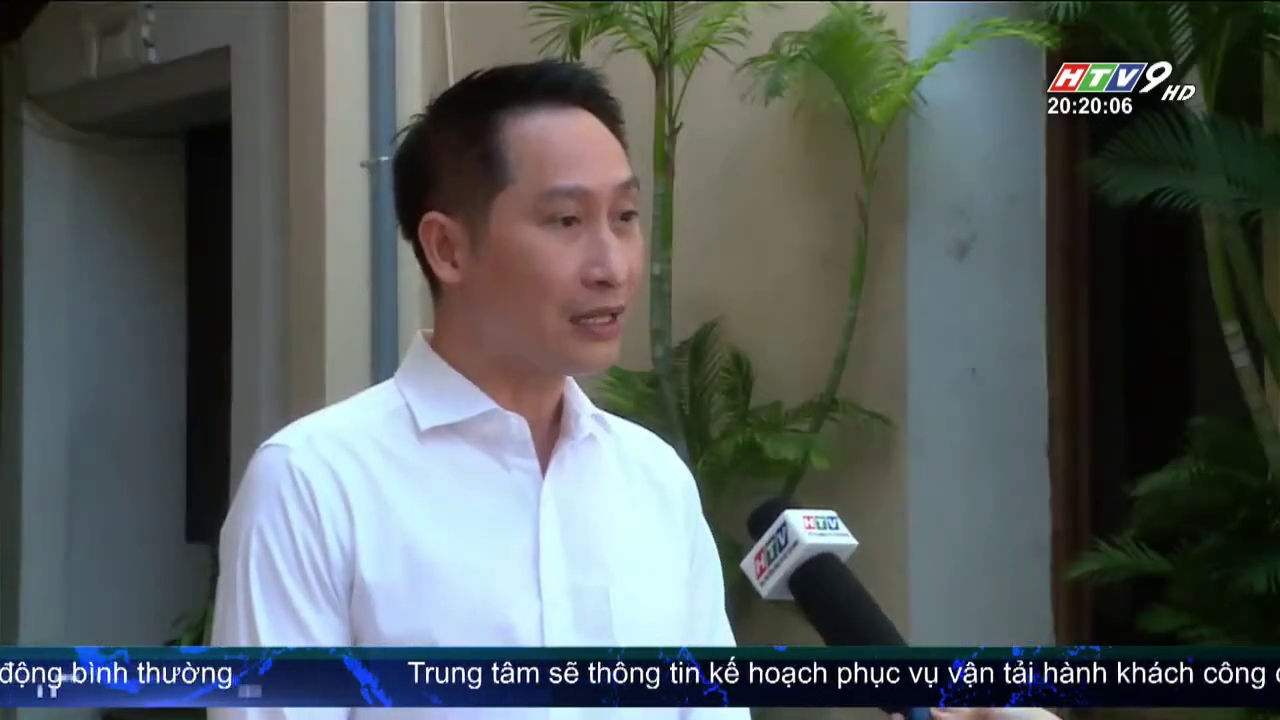 HTV9
HD
20:20:06
HTV
HTV
động bình thường Trung tâm sẽ thông tin kế hoạch phục vụ vận tải hành khách công